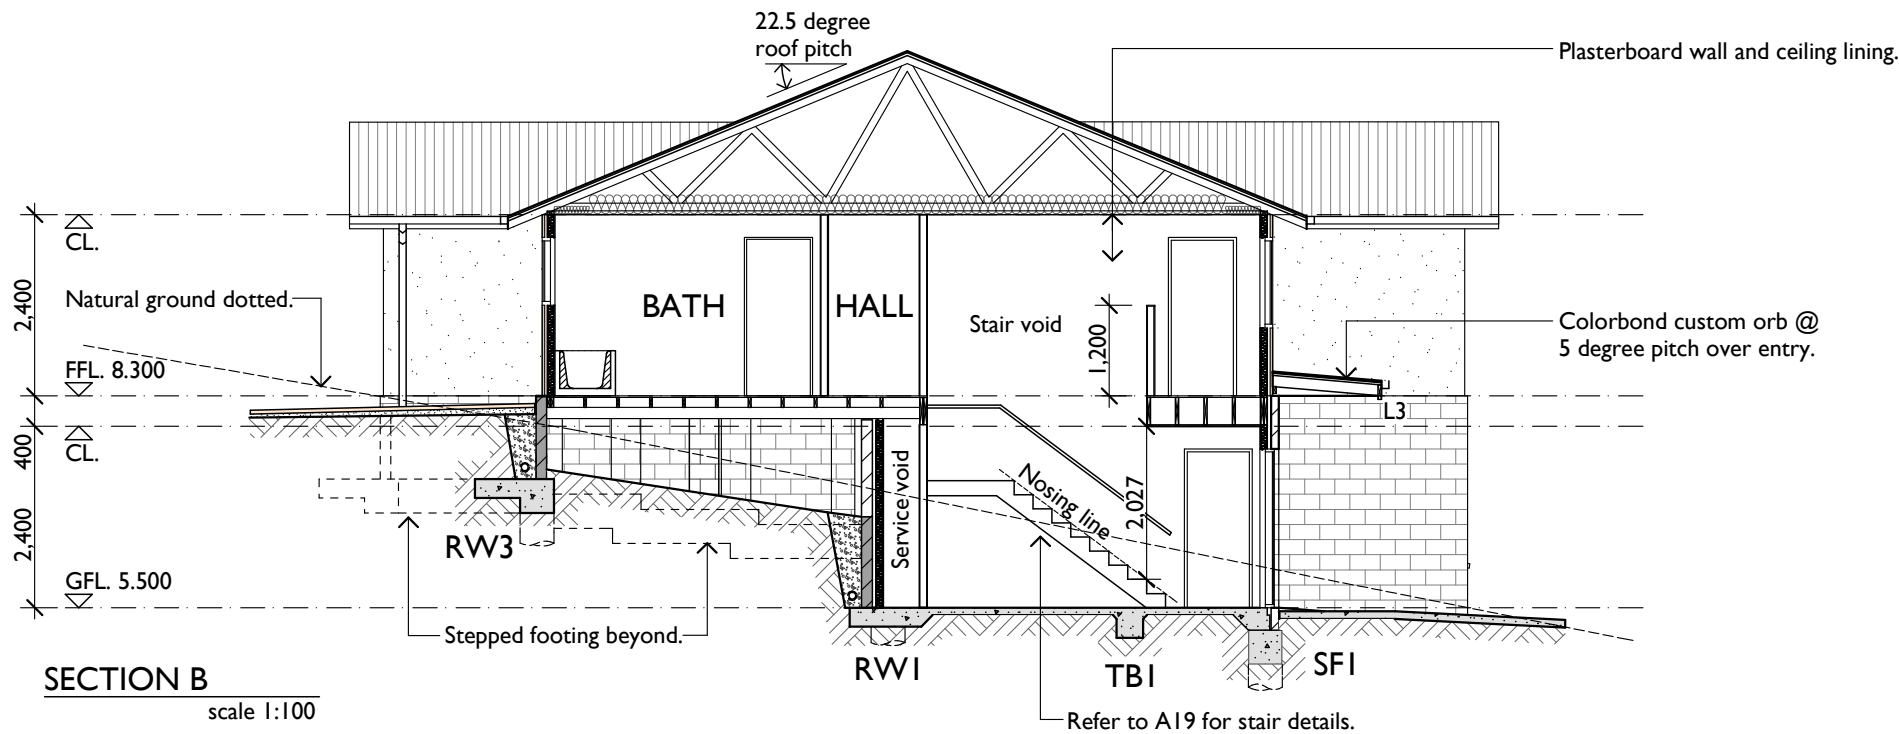 22.5 degree
roof pitch
Plasterboard wall and ceiling lining.
CL.
2,400
Natural ground dotted.
BATH
HALL
Stair void
1,200
Colorbond custom orb @
5 degree pitch over entry.
FFL. 8.300
L3
400
CL.
Service void
Nosing line
2,027
2,400
RW3
GFL. 5.500
Stepped footing beyond.
RW1
TB1
SF1
SECTION B
scale 1:100
Refer to A19 for stair details.